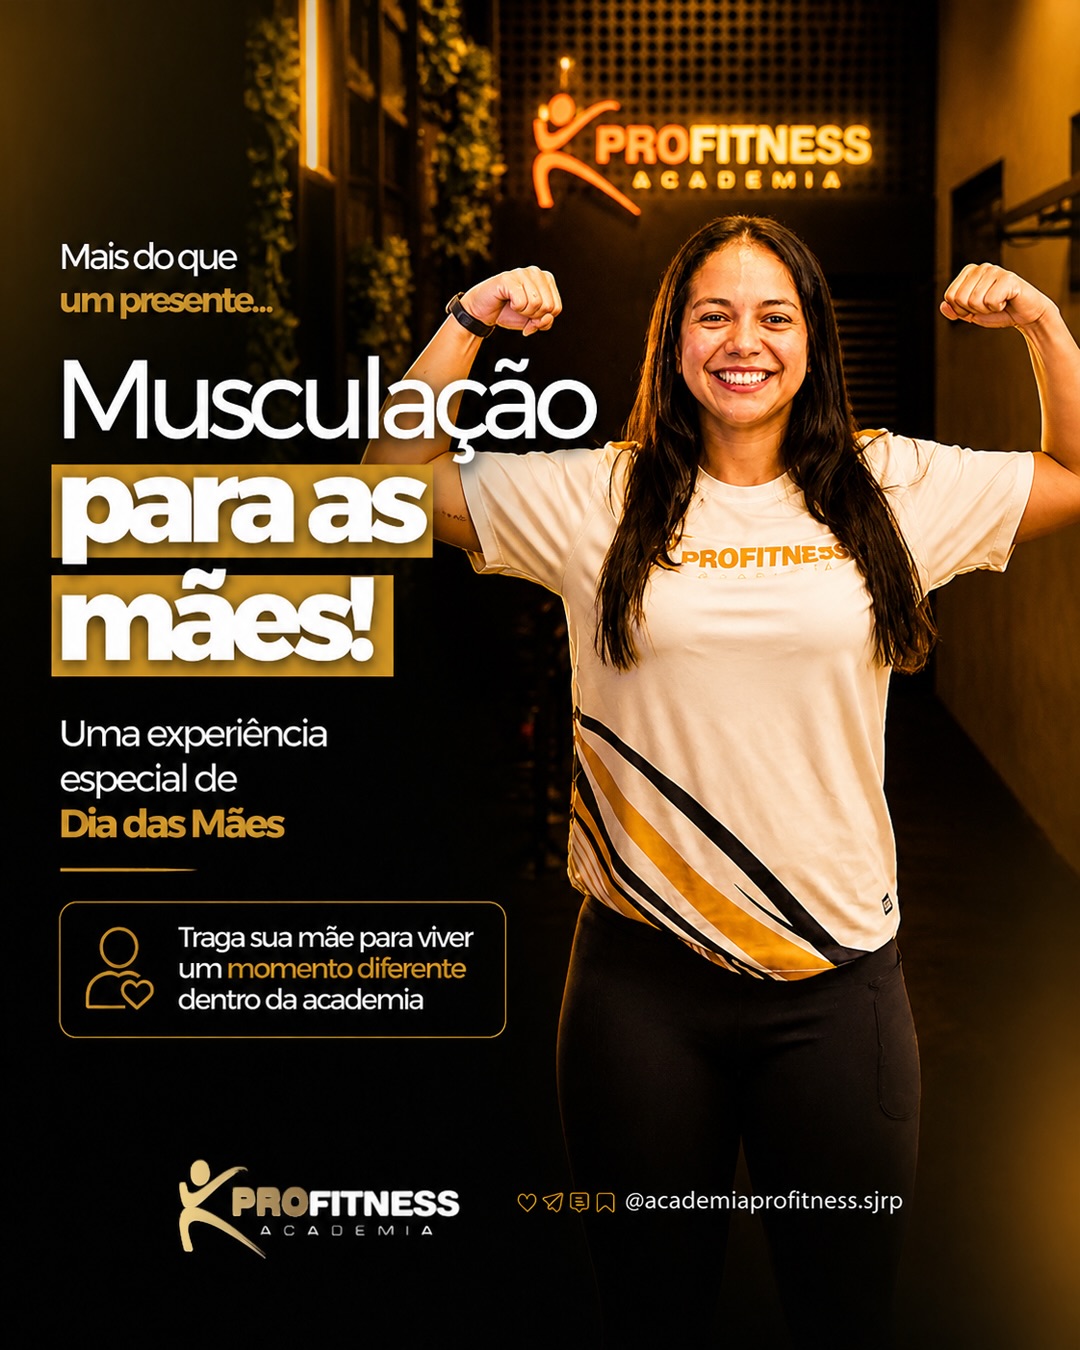 PROFITNESS
ACADEMIA
Mais do que
um presente...
Musculação
para as
mães!
PROFITNESS
Uma experiência
especial de
Dia das Mães
Traga sua mãe para viver
um momento diferente
dentro da academia
PROFITNESS
ACADEMIA
@academiaprofitness.sjrp